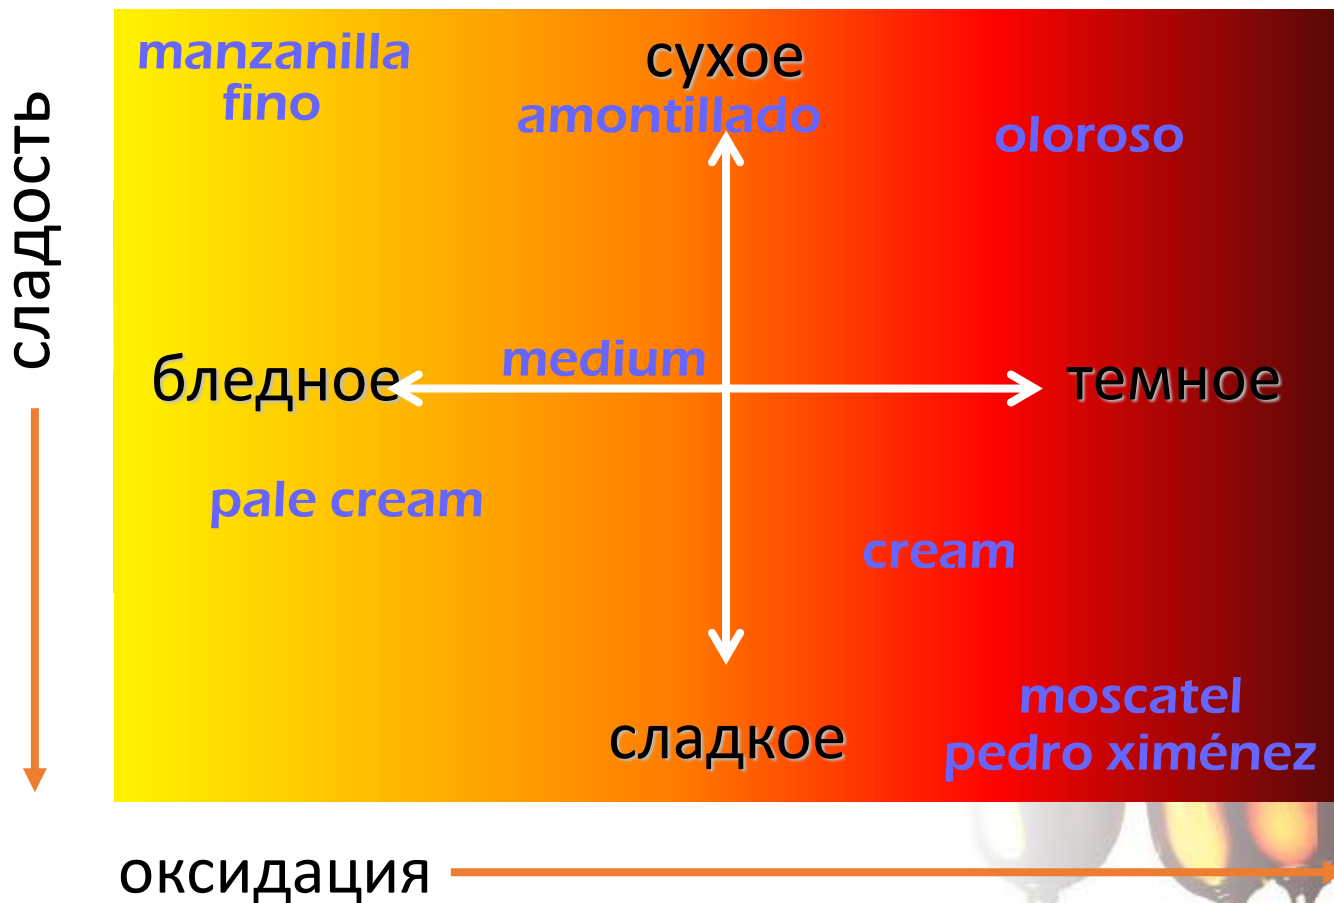 manzanilla
fino
сухое
amontillado
oloroso
сладость
medium
бледное
темное
pale cream
cream
moscatel
pedro ximénez
сладкое
оксидация